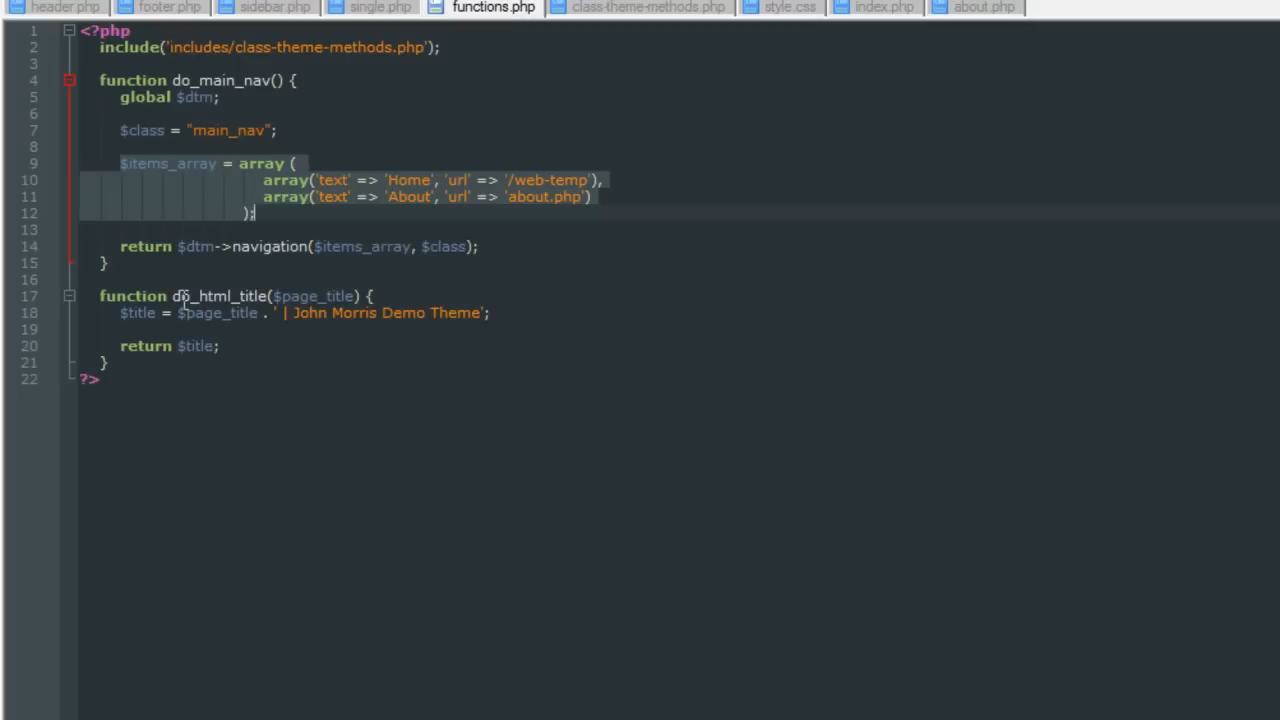 header.php footer.php sidebar.php single.php functions.php class-theme-methods.php style.css index.php about.php
1 <?php
2 include('includes/class-theme-methods.php');
3
4 function do_main_nav() {
5 global $dtm;
6
7 $class = "main_nav";
8
9 $items_array = array (
10 array('text' => 'Home', 'url' => '/web-temp'),
11 array('text' => 'About', 'url' => 'about.php')
12 );
13
14 return $dtm->navigation($items_array, $class);
15 }
16
17 function do_html_title($page_title) {
18 $title = $page_title . ' | John Morris Demo Theme';
19
20 return $title;
21 }
22 ?>